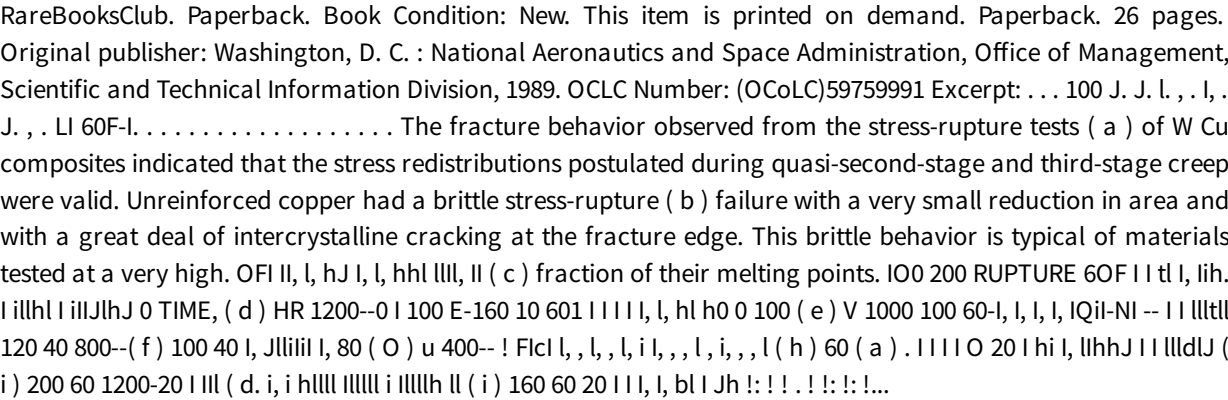 RareBooksClub. Paperback. Book Condition: New. This item is printed on demand. Paperback. 26 pages.
Original publisher: Washington, D. C. : National Aeronautics and Space Administration, Office of Management,
Scientific and Technical Information Division, 1989. OCLC Number: (OCoLC)59759991 Excerpt: . . . 100 J. J. l. , . I, .
J. , . LI 60F-I. . . . . . . . . . . . . . . . . . . The fracture behavior observed from the stress-rupture tests ( a ) of W Cu
composites indicated that the stress redistributions postulated during quasi-second-stage and third-stage creep
were valid. Unreinforced copper had a brittle stress-rupture ( b ) failure with a very small reduction in area and
with a great deal of intercrystalline cracking at the fracture edge. This brittle behavior is typical of materials
tested at a very high. OFI II, l, hJ I, l, hhl llIl, II ( c ) fraction of their melting points. IO0 200 RUPTURE 6OF I I tl I, Iih.
I illhl I iIIJlhJ 0 TIME, ( d ) HR 1200--0 I 100 E-160 10 601 I I I I I, l, hl h0 0 100 ( e ) V 1000 100 60-I, I, I, I, IQiI-NI -- I I llltll
120 40 800--( f ) 100 40 I, JlliIiI I, 80 ( O ) u 400-- ! FIcI l, , l, , l, i I, , , l , i, , , l ( h ) 60 ( a ) . I I I I O 20 I hi I, lIhhJ I I llldlJ (
i ) 200 60 1200-20 I IIl ( d. i, i hllll Illllll i Illllh ll ( i ) 160 60 20 I I I, I, bl I Jh !: ! ! . ! !: !: !...